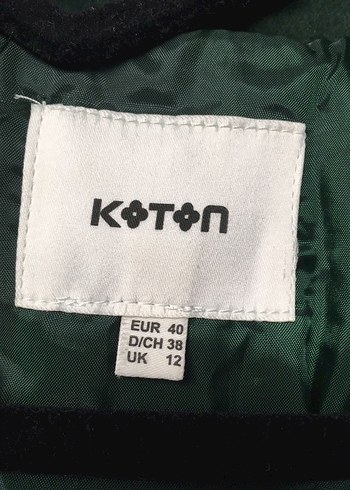 KOTON
EUR 40
D/CH 38
UK 12